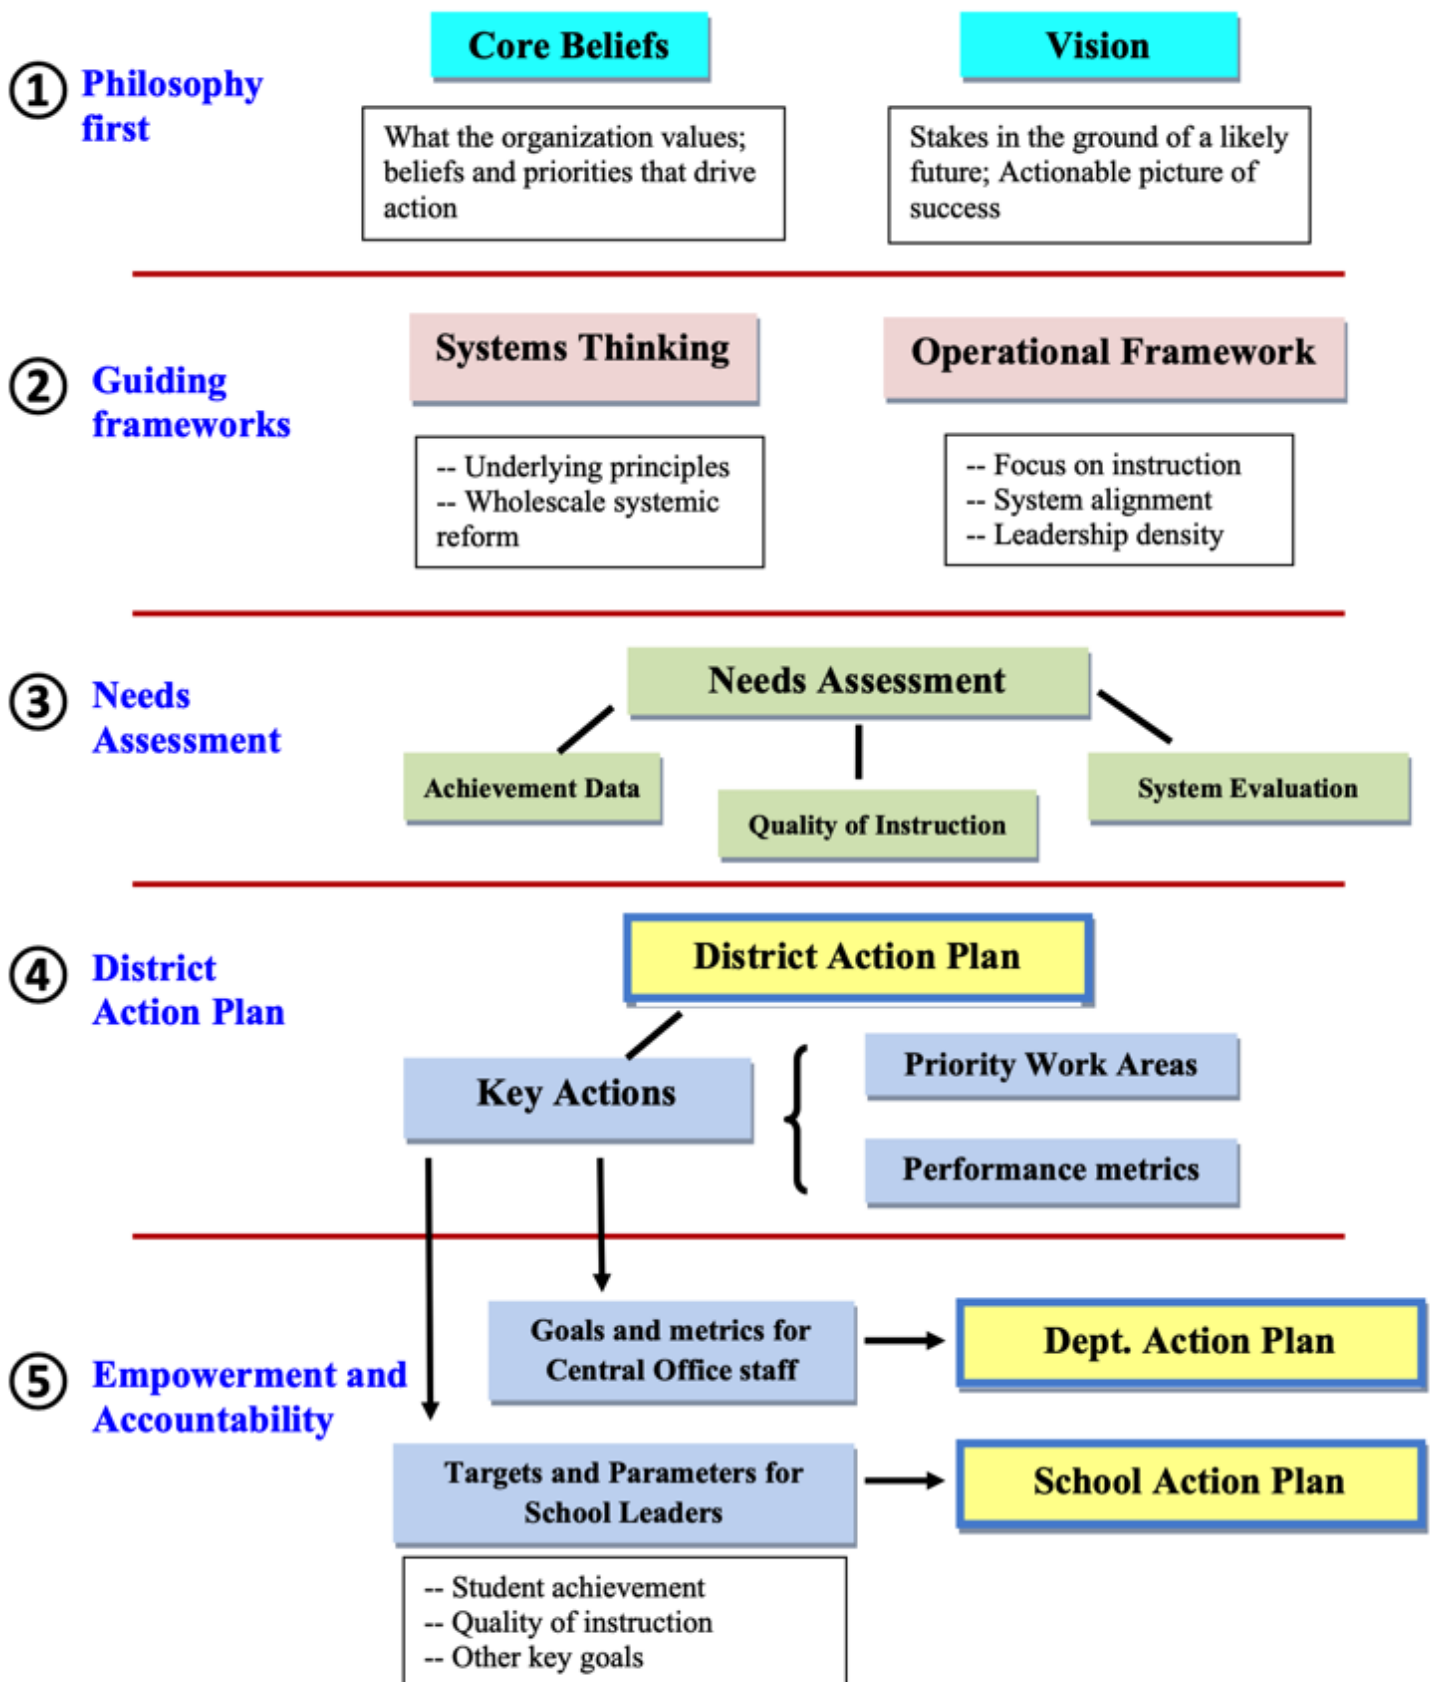 Core Beliefs
Vision
① Philosophy
first
What the organization values;
beliefs and priorities that drive
action
Stakes in the ground of a likely
future; Actionable picture of
success
Systems Thinking
Operational Framework
② Guiding
frameworks
-- Underlying principles
-- Wholescale systemic
reform
-- Focus on instruction
-- System alignment
-- Leadership density
③ Needs
Assessment
Needs Assessment
Achievement Data
Quality of Instruction
System Evaluation
④ District
Action Plan
District Action Plan
Key Actions
Priority Work Areas
Performance metrics
⑤ Empowerment and
Accountability
Goals and metrics for
Central Office staff
Dept. Action Plan
Targets and Parameters for
School Leaders
School Action Plan
-- Student achievement
-- Quality of instruction
-- Other key goals